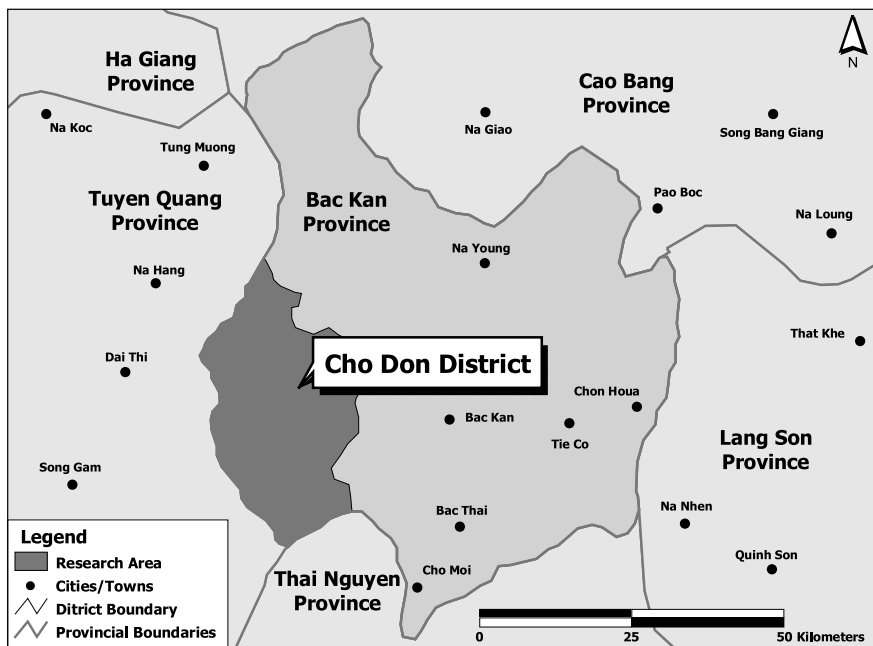 Ha Giang
Province
N
Cao Bang
Province
Na Koc
Na Giao
Song Bang Giang
Tung Muong
Tuyen Quang
Province
Bac Kan
Province
Pao Boc
Na Loung
Na Young
Na Hang
That Khe
Dai Thi
Cho Don District
Chon Houa
Bac Kan
Tie Co
Lang Son
Province
Song Gam
Bac Thai
Na Nhen
Quinh Son
Cho Moi
Thai Nguyen
Province
Legend
Research Area
Cities/Towns
Ditrict Boundary
Provincial Boundaries
0 25 50 Kilometers